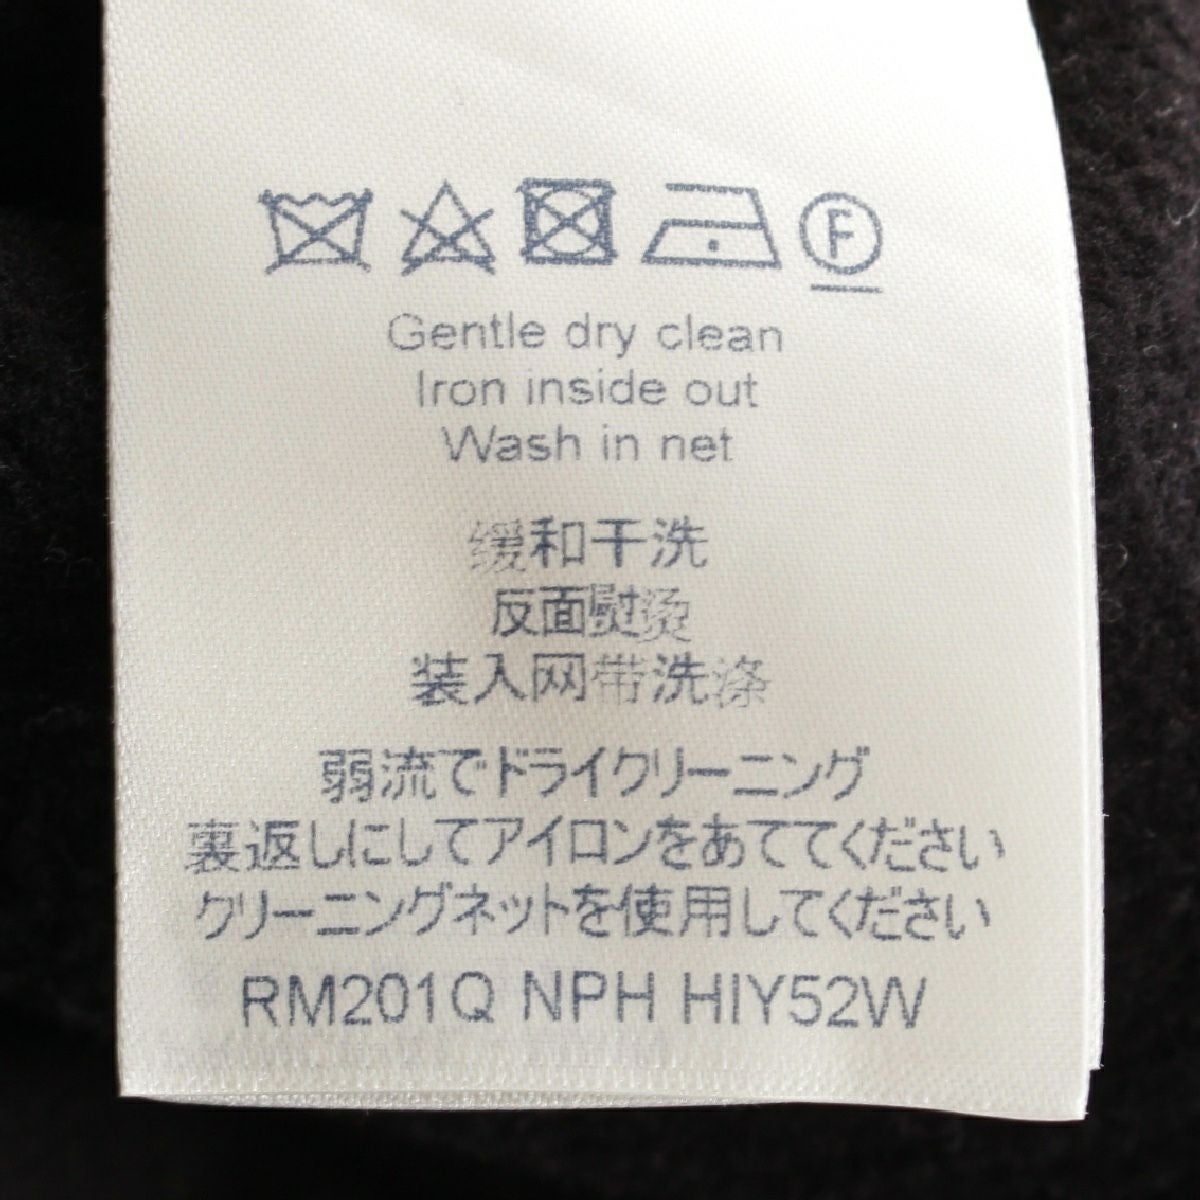 F
Gentle dry clean
Iron inside out
Wash in net
缓和干洗
反面熨烫
装入网带洗涤
弱流でドライクリーニング
裏返しにしてアイロンをあててください
クリーニングネットを使用してください
RM201Q NPH HIY52W